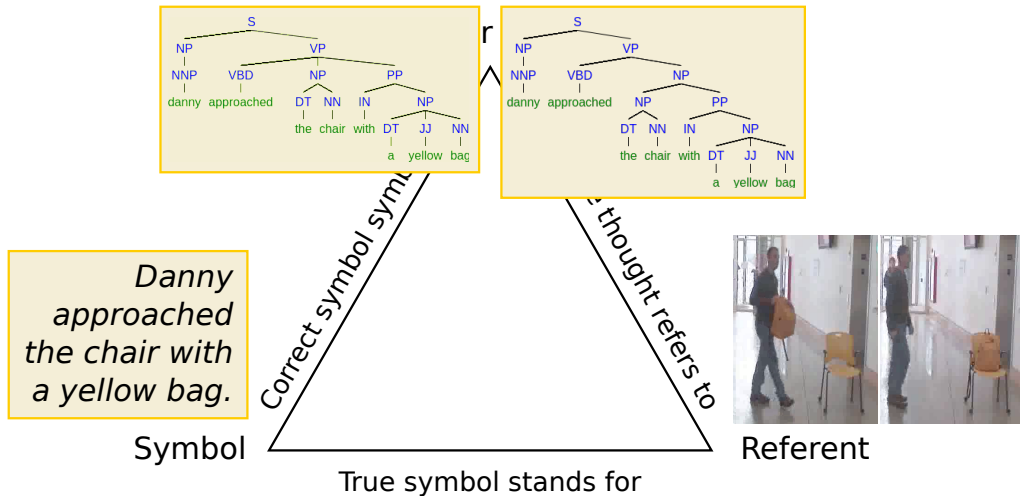 S
NP VP
NNP VBD NP PP
danny approached DT NN IN NP
the chair with DT JJ NN
a yellow bag
r
S
NP VP
NNP VBD NP
danny approached NP PP
DT NN IN NP
the chair with DT JJ NN
a yellow bag
Correct symbol
thought refers to
Danny
approached
the chair with
a yellow bag.
Symbol
Referent
True symbol stands for